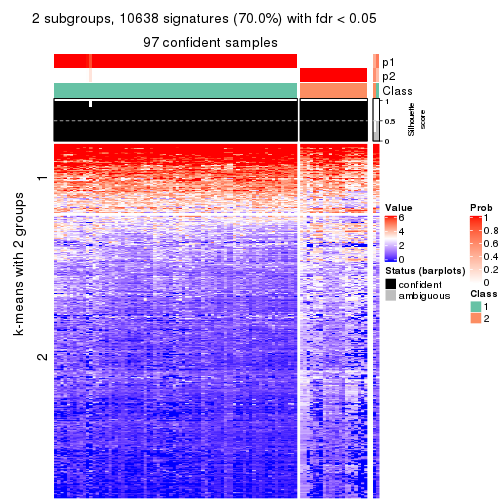 2 subgroups, 10638 signatures (70.0%) with fdr < 0.05
97 confident samples
p1
p2
Class
1
0.5
0
Silhouette
score
k-means with 2 groups
1
2
Value
6
4
2
0
Status (barplots)
confident
ambiguous
Prob
1
0.8
0.6
0.4
0.2
0
Class
1
2